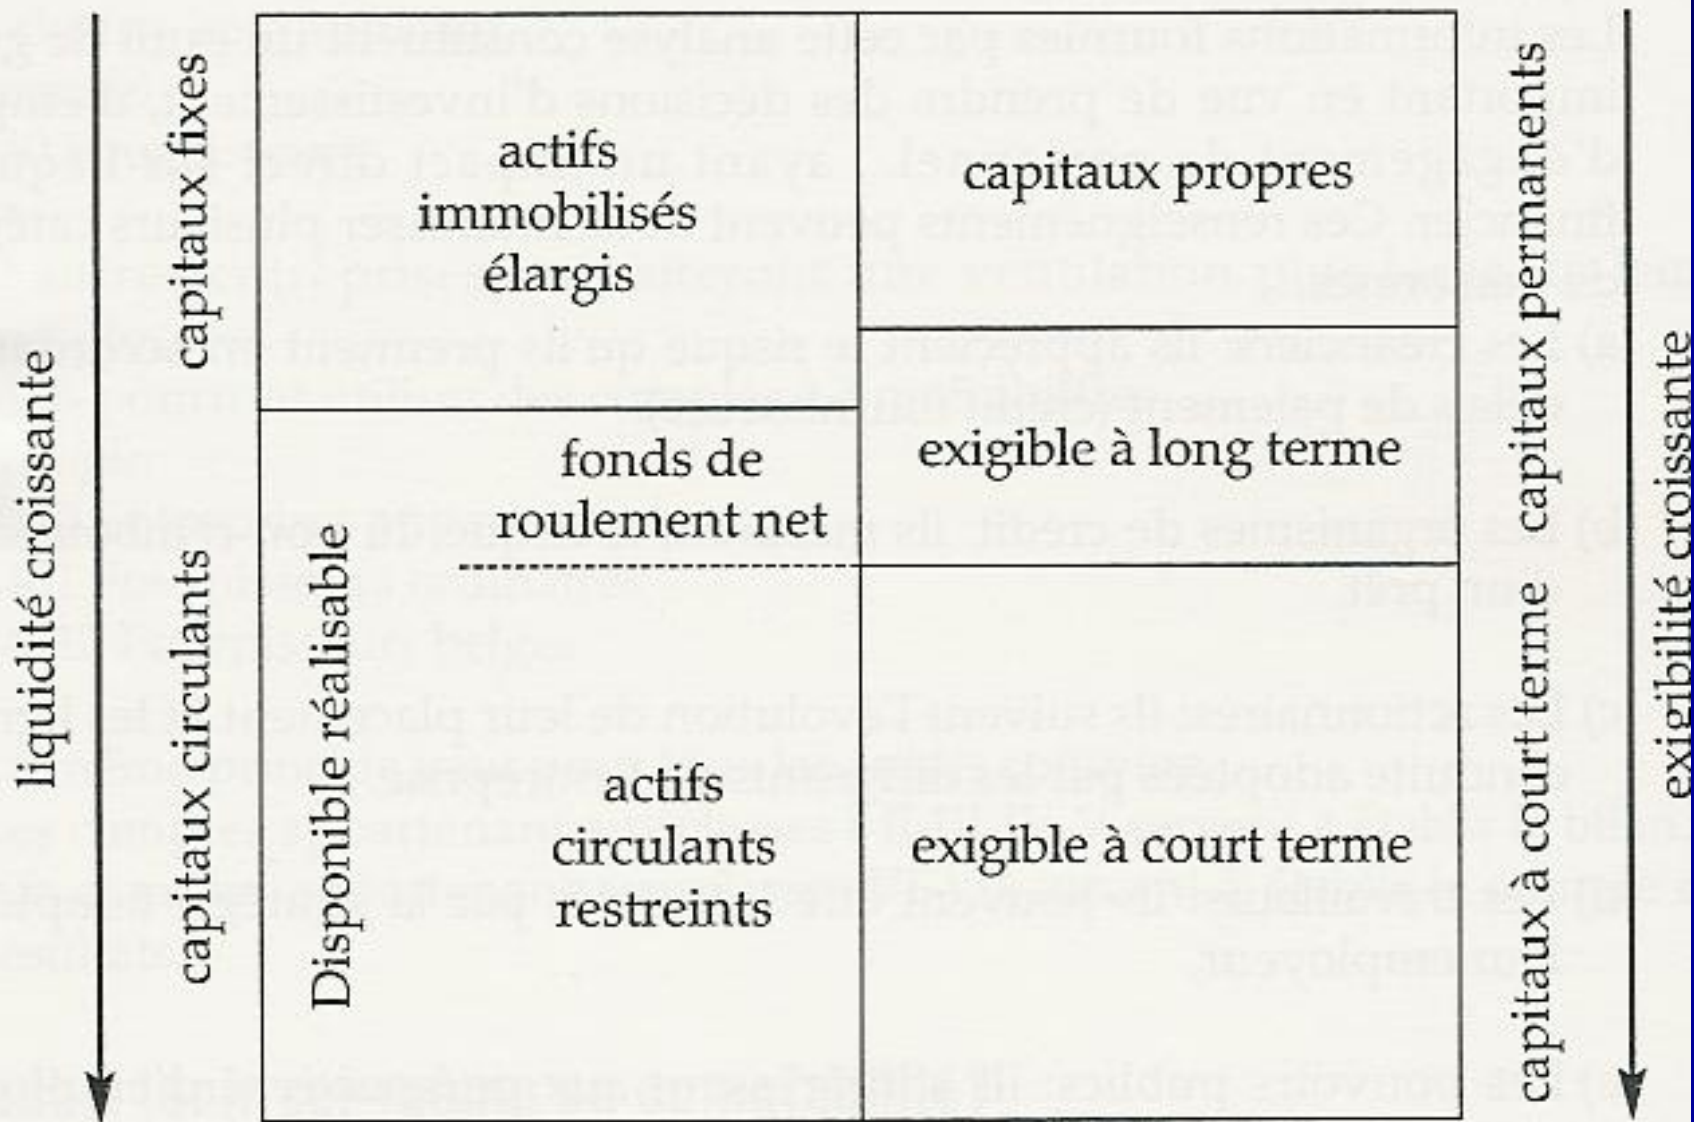 liquidité croissante
capitaux fixes
capitaux circulants
Disponible réalisable
actifs
immobilisés
élargis
fonds de
roulement net
actifs
circulants
restreints
capitaux propres
exigible à long terme
exigible à court terme
capitaux permanents
capitaux à court terme
exigibilité croissante